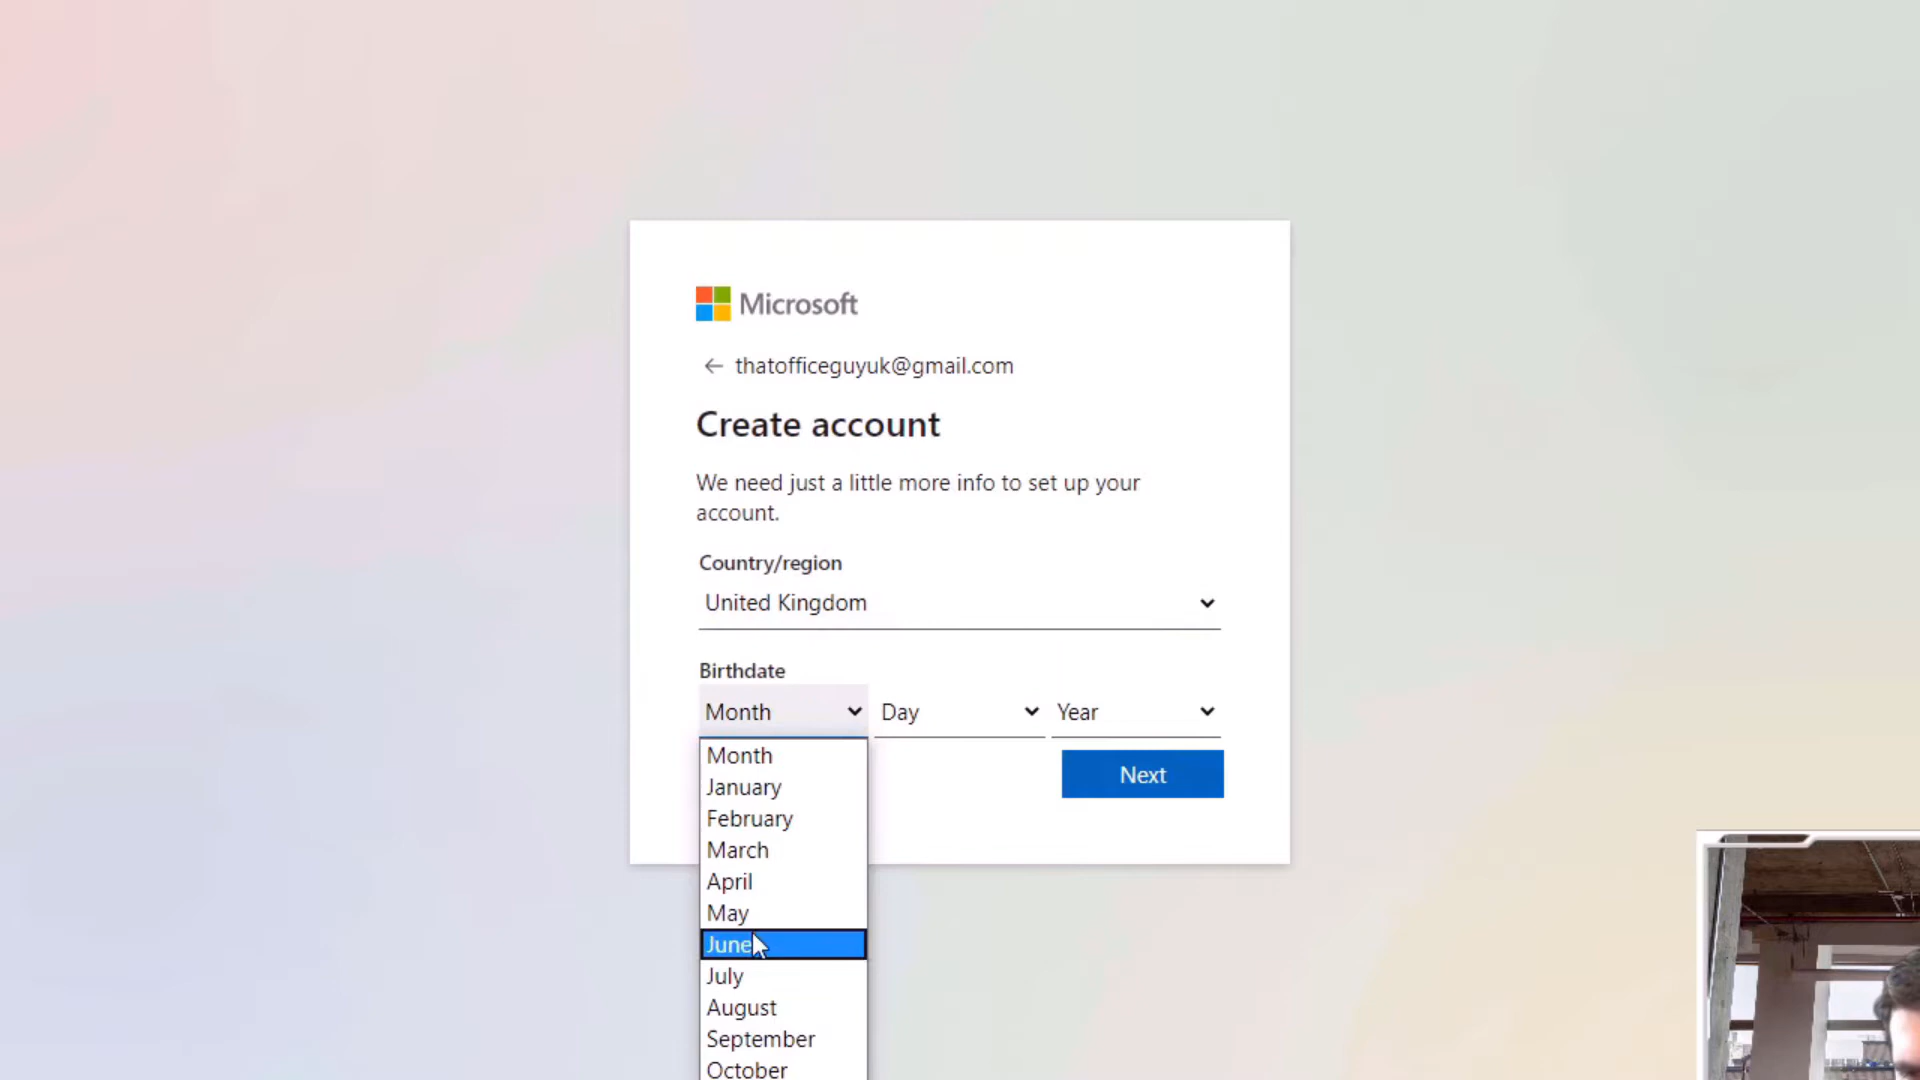 Microsoft
thatofficeguyuk@gmail.com
Create account
We need just a little more info to set up your
account.
Country/region
United Kingdom
Birthdate
Month Day Year
Next
Month
January
February
March
April
May
June
July
August
September
October